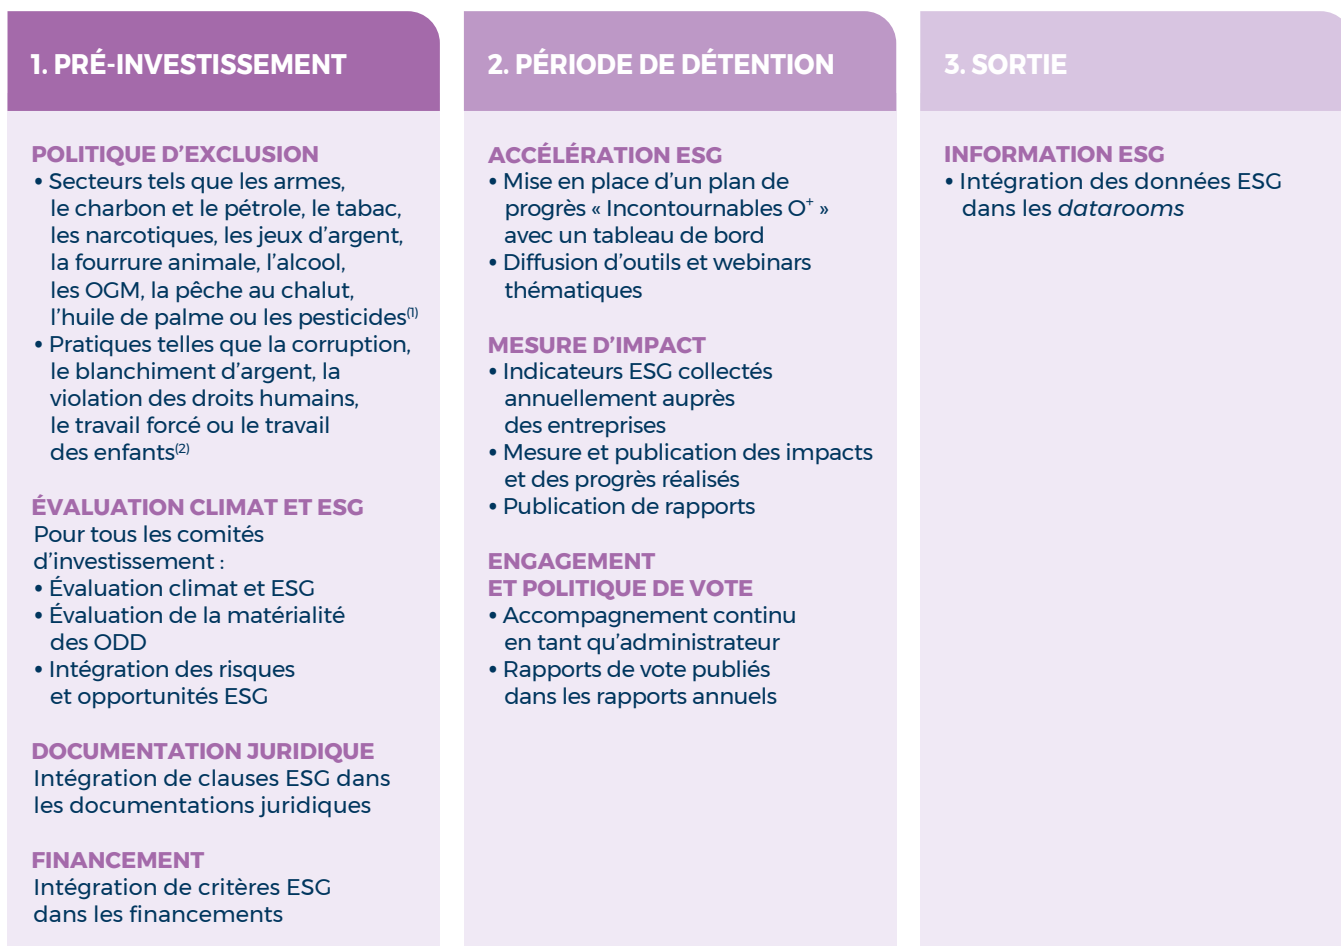 1. PRÉ-INVESTISSEMENT
POLITIQUE D’EXCLUSION
• Secteurs tels que les armes,
le charbon et le pétrole, le tabac,
les narcotiques, les jeux d’argent,
la fourrure animale, l’alcool,
les OGM, la pêche au chalut,
l’huile de palme ou les pesticides(1)
• Pratiques telles que la corruption,
le blanchiment d’argent, la
violation des droits humains,
le travail forcé ou le travail
des enfants(2)
ÉVALUATION CLIMAT ET ESG
Pour tous les comités
d’investissement :
• Évaluation climat et ESG
• Évaluation de la matérialité
des ODD
• Intégration des risques
et opportunités ESG
DOCUMENTATION JURIDIQUE
Intégration de clauses ESG dans
les documentations juridiques
FINANCEMENT
Intégration de critères ESG
dans les financements
2. PÉRIODE DE DÉTENTION
ACCÉLÉRATION ESG
• Mise en place d’un plan de
progrès « Incontournables O+ »
avec un tableau de bord
• Diffusion d’outils et webinars
thématiques
MESURE D’IMPACT
• Indicateurs ESG collectés
annuellement auprès
des entreprises
• Mesure et publication des impacts
et des progrès réalisés
• Publication de rapports
ENGAGEMENT
ET POLITIQUE DE VOTE
• Accompagnement continu
en tant qu’administrateur
• Rapports de vote publiés
dans les rapports annuels
3. SORTIE
INFORMATION ESG
• Intégration des données ESG
dans les datarooms